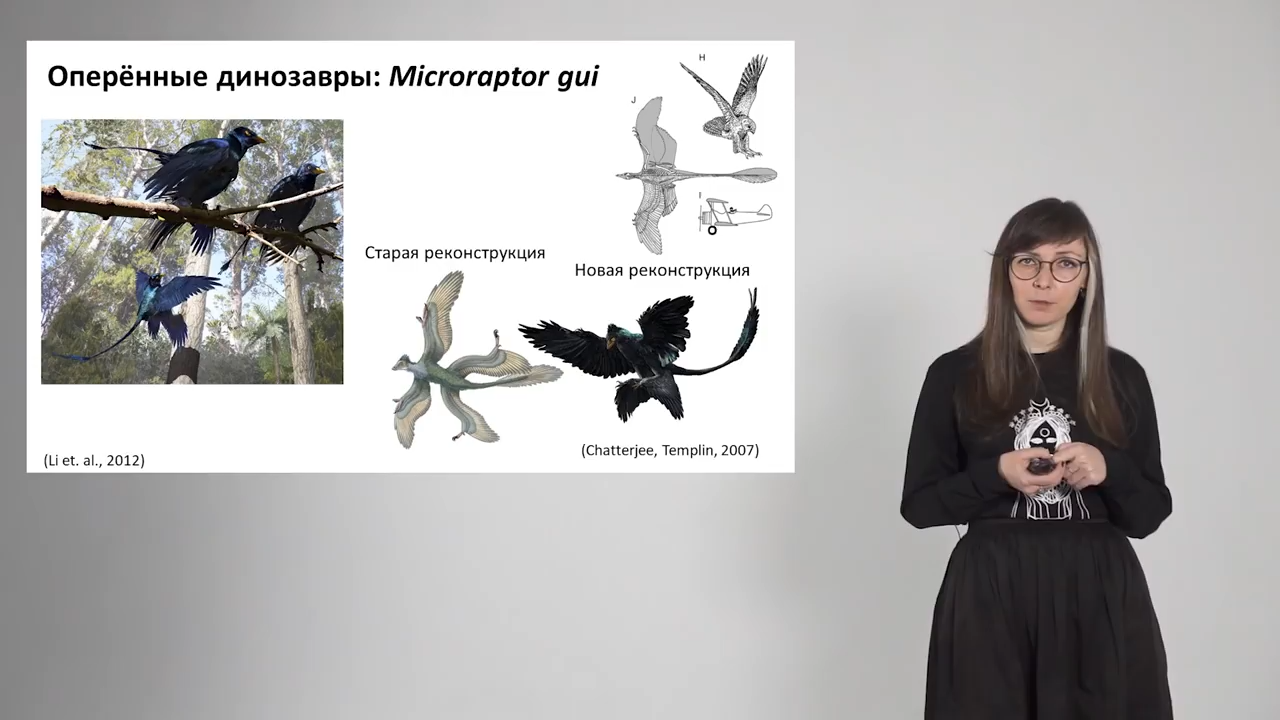 Оперённые динозавры: Microraptor gui
H
J
I
Старая реконструкция
Новая реконструкция
(Chatterjee, Templin, 2007)
(Li et. al., 2012)